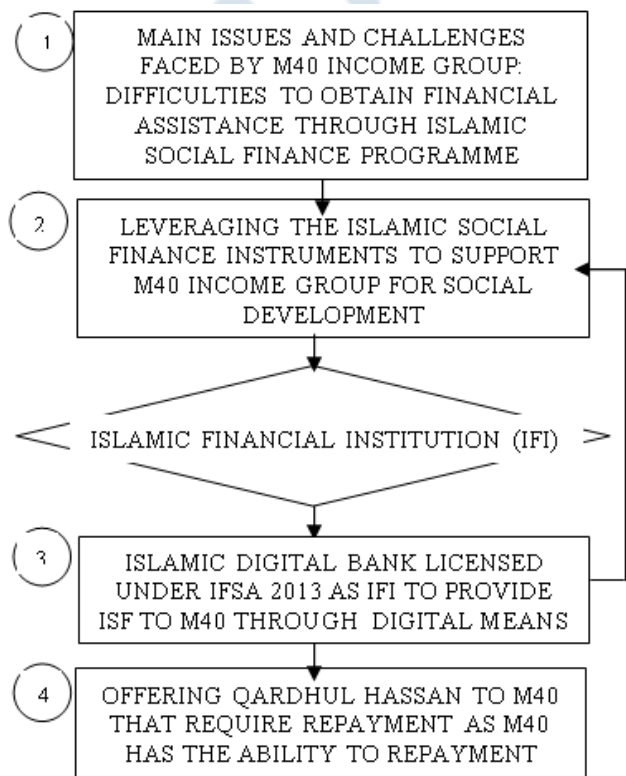 1
MAIN ISSUES AND CHALLENGES
FACED BY M40 INCOME GROUP:
DIFFICULTIES TO OBTAIN FINANCIAL
ASSISTANCE THROUGH ISLAMIC
SOCIAL FINANCE PROGRAMME
2
LEVERAGING THE ISLAMIC SOCIAL
FINANCE INSTRUMENTS TO SUPPORT
M40 INCOME GROUP FOR SOCIAL
DEVELOPMENT
ISLAMIC FINANCIAL INSTITUTION (IFI)
3
ISLAMIC DIGITAL BANK LICENSED
UNDER IFSA 2013 AS IFI TO PROVIDE
ISF TO M40 THROUGH DIGITAL MEANS
4
OFFERING QARDHUL HASSAN TO M40
THAT REQUIRE REPAYMENT AS M40
HAS THE ABILITY TO REPAYMENT